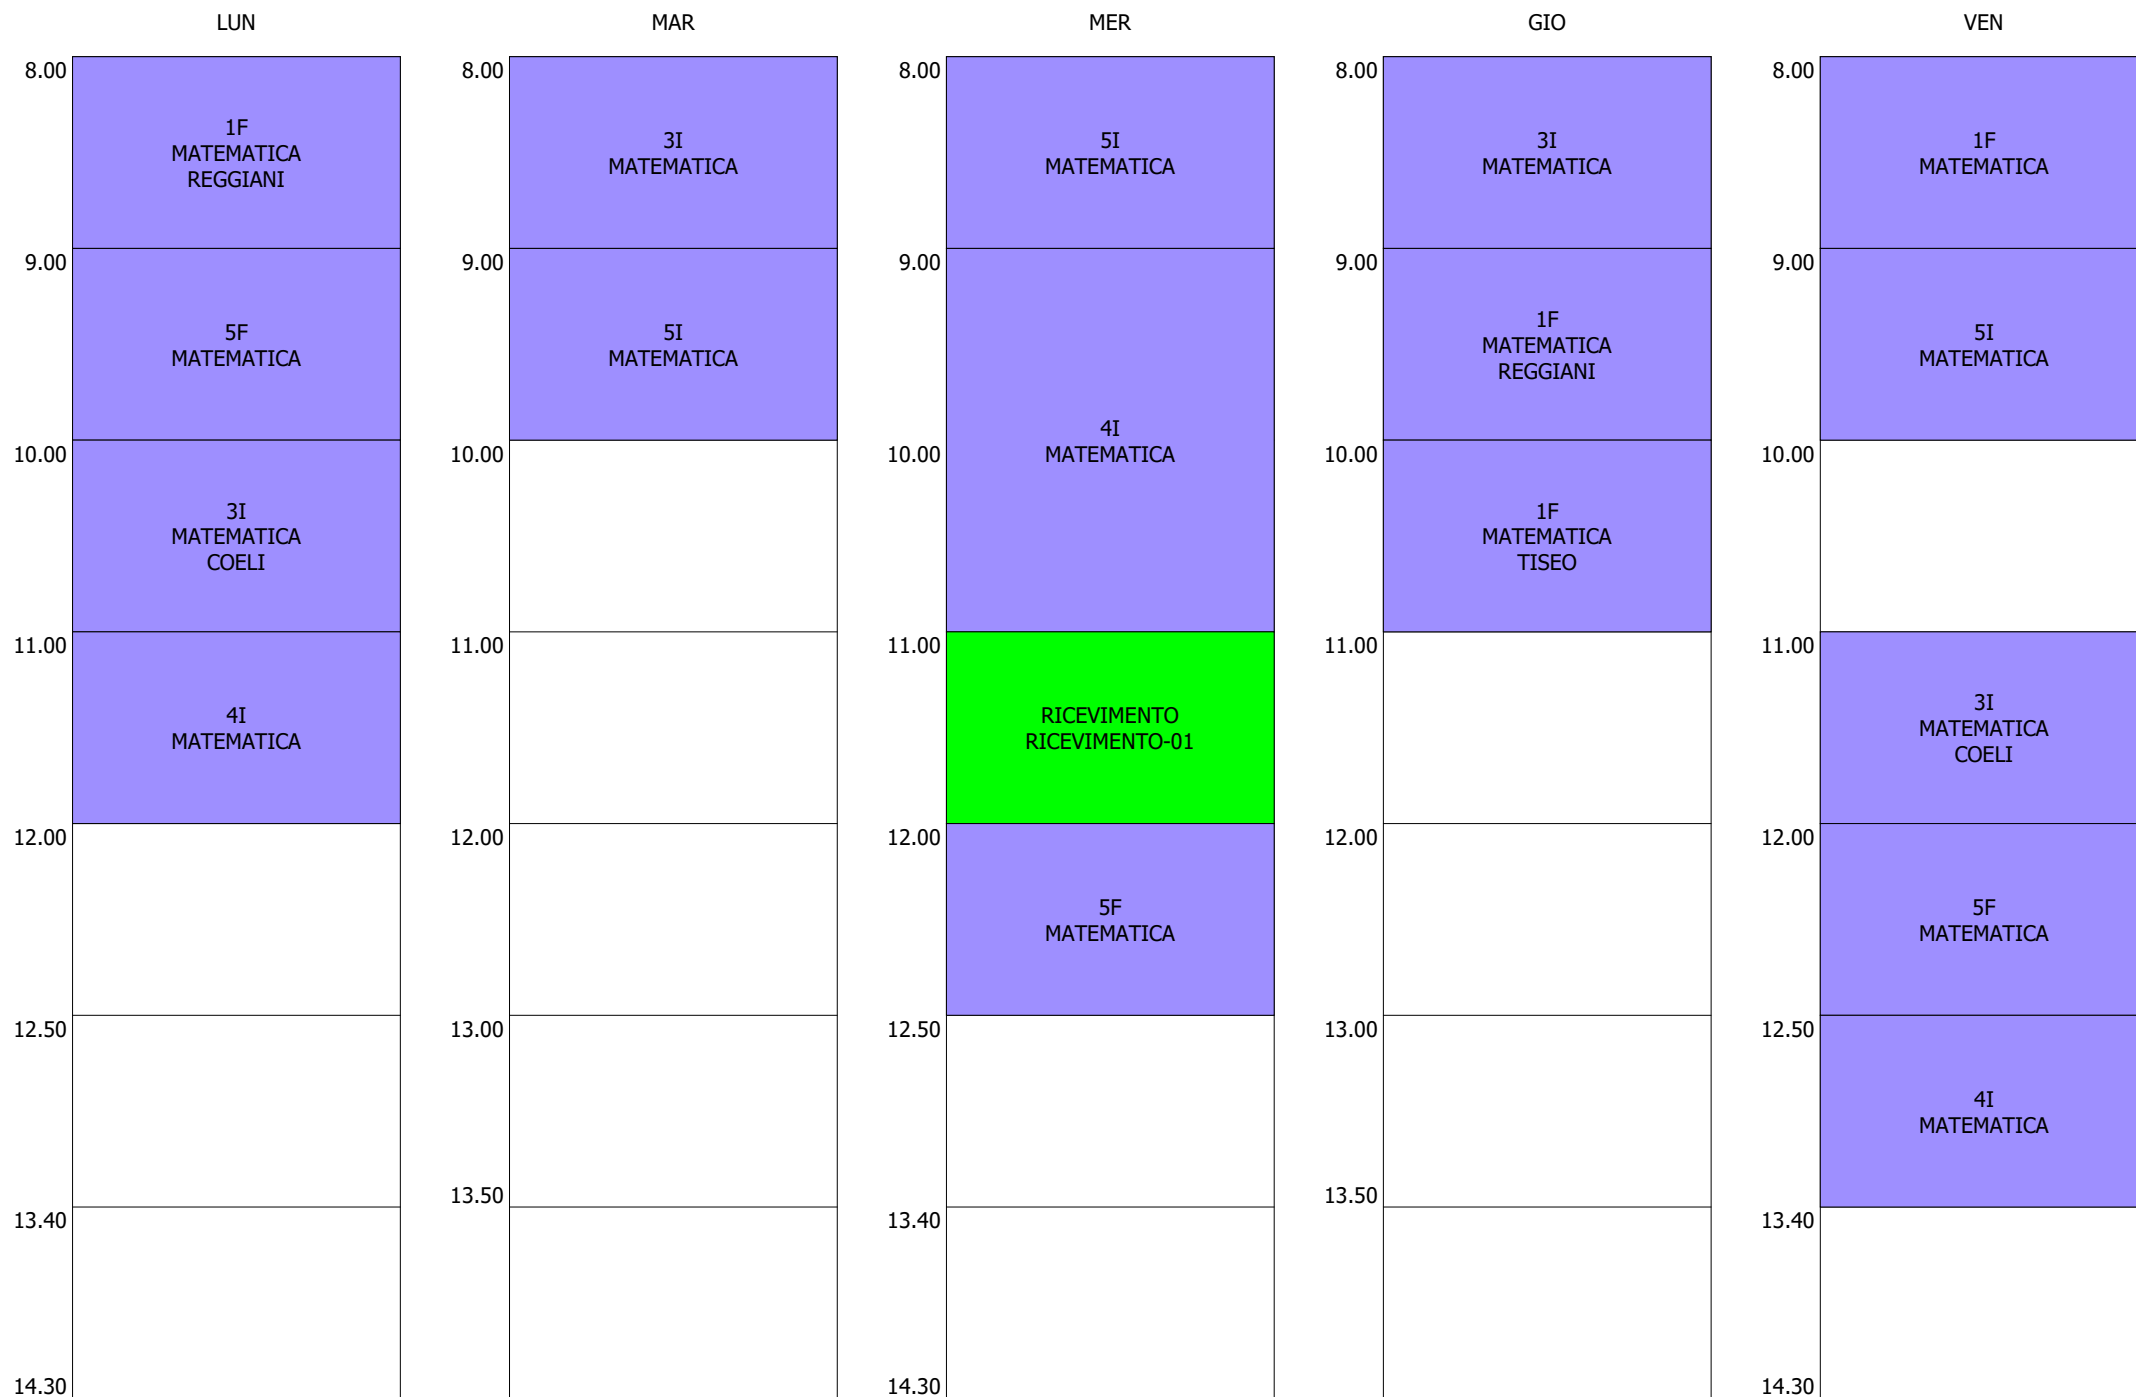 LUN
MAR
MER
GIO
VEN
8.00
1F
MATEMATICA
REGGIANI
9.00
5F
MATEMATICA
10.00
3I
MATEMATICA
COELI
11.00
4I
MATEMATICA
12.00
12.50
13.40
14.30
8.00
3I
MATEMATICA
9.00
5I
MATEMATICA
10.00
11.00
12.00
13.00
13.50
8.00
5I
MATEMATICA
9.00
4I
MATEMATICA
10.00
11.00
RICEVIMENTO
RICEVIMENTO-01
12.00
5F
MATEMATICA
12.50
13.40
14.30
8.00
3I
MATEMATICA
9.00
1F
MATEMATICA
REGGIANI
10.00
1F
MATEMATICA
TISEO
11.00
12.00
13.00
13.50
8.00
1F
MATEMATICA
9.00
5I
MATEMATICA
10.00
11.00
3I
MATEMATICA
COELI
12.00
5F
MATEMATICA
12.50
4I
MATEMATICA
13.40
14.30